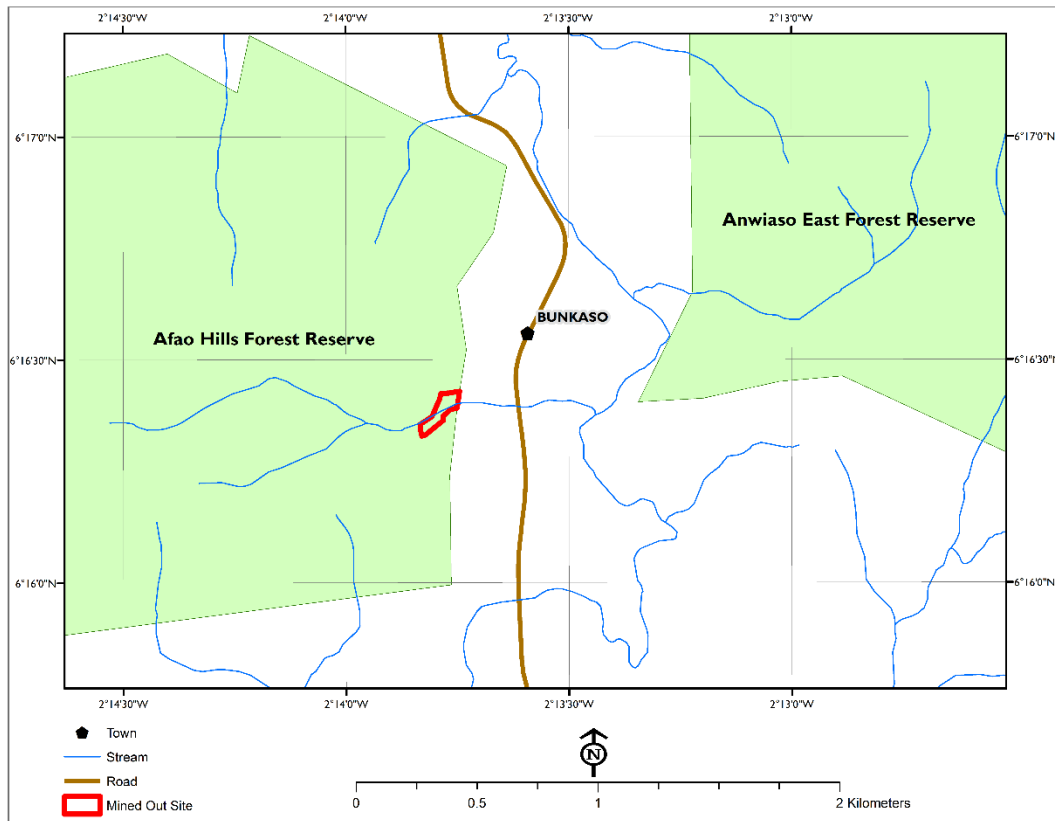 2°14'30"W 2°14'0"W 2°13'30"W 2°13'0"W
6°17'0"N 6°17'0"N
Anwiaso East Forest Reserve
BUNKASO
Afao Hills Forest Reserve
6°16'30"N 6°16'30"N
6°16'0"N 6°16'0"N
2°14'30"W 2°14'0"W 2°13'30"W 2°13'0"W
Town
Stream
Road
Mined Out Site
N
0 0.5 1 2 Kilometers